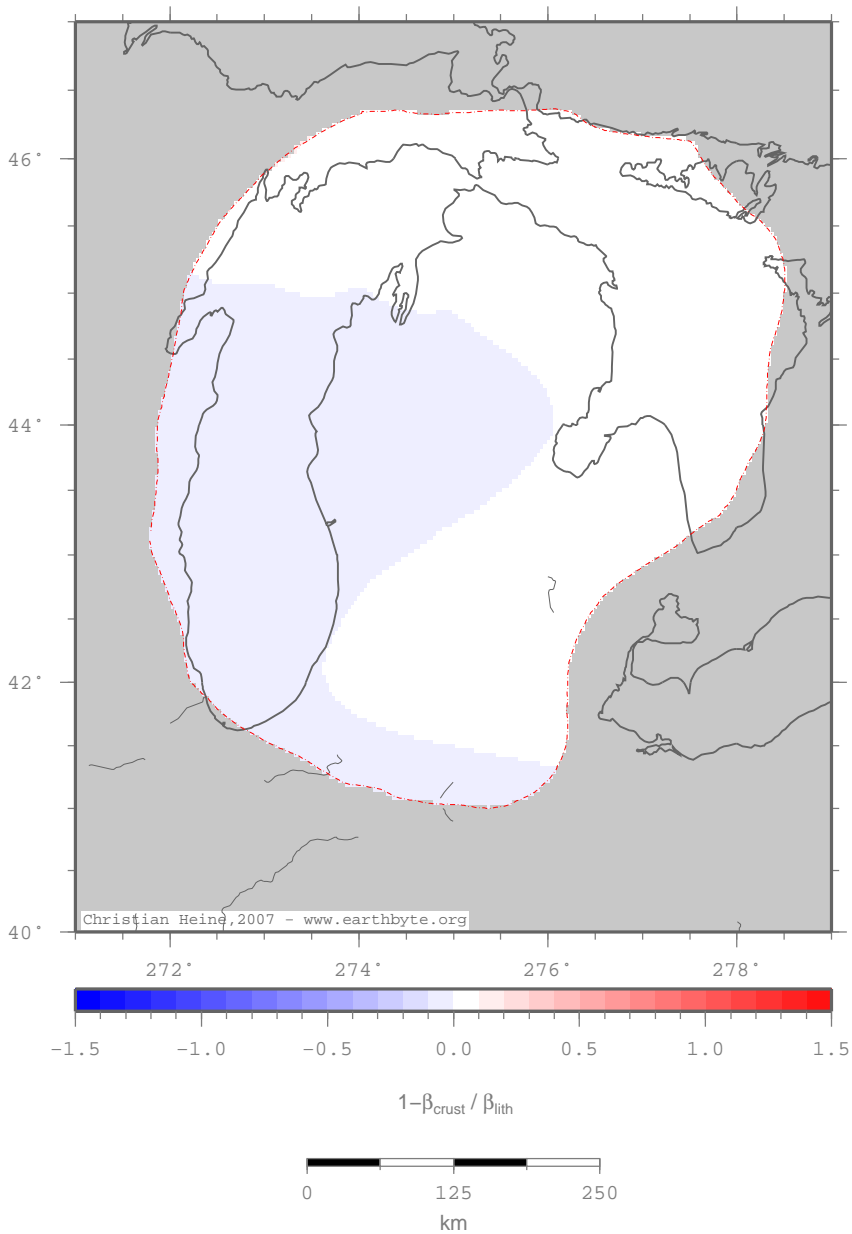 46°
44°
42°
40°
Christian Heine,2007 - www.earthbyte.org
272° 274° 276° 278°
−1.5 −1.0 −0.5 0.0 0.5 1.0 1.5
1−βcrust / βlith
0 125 250
km